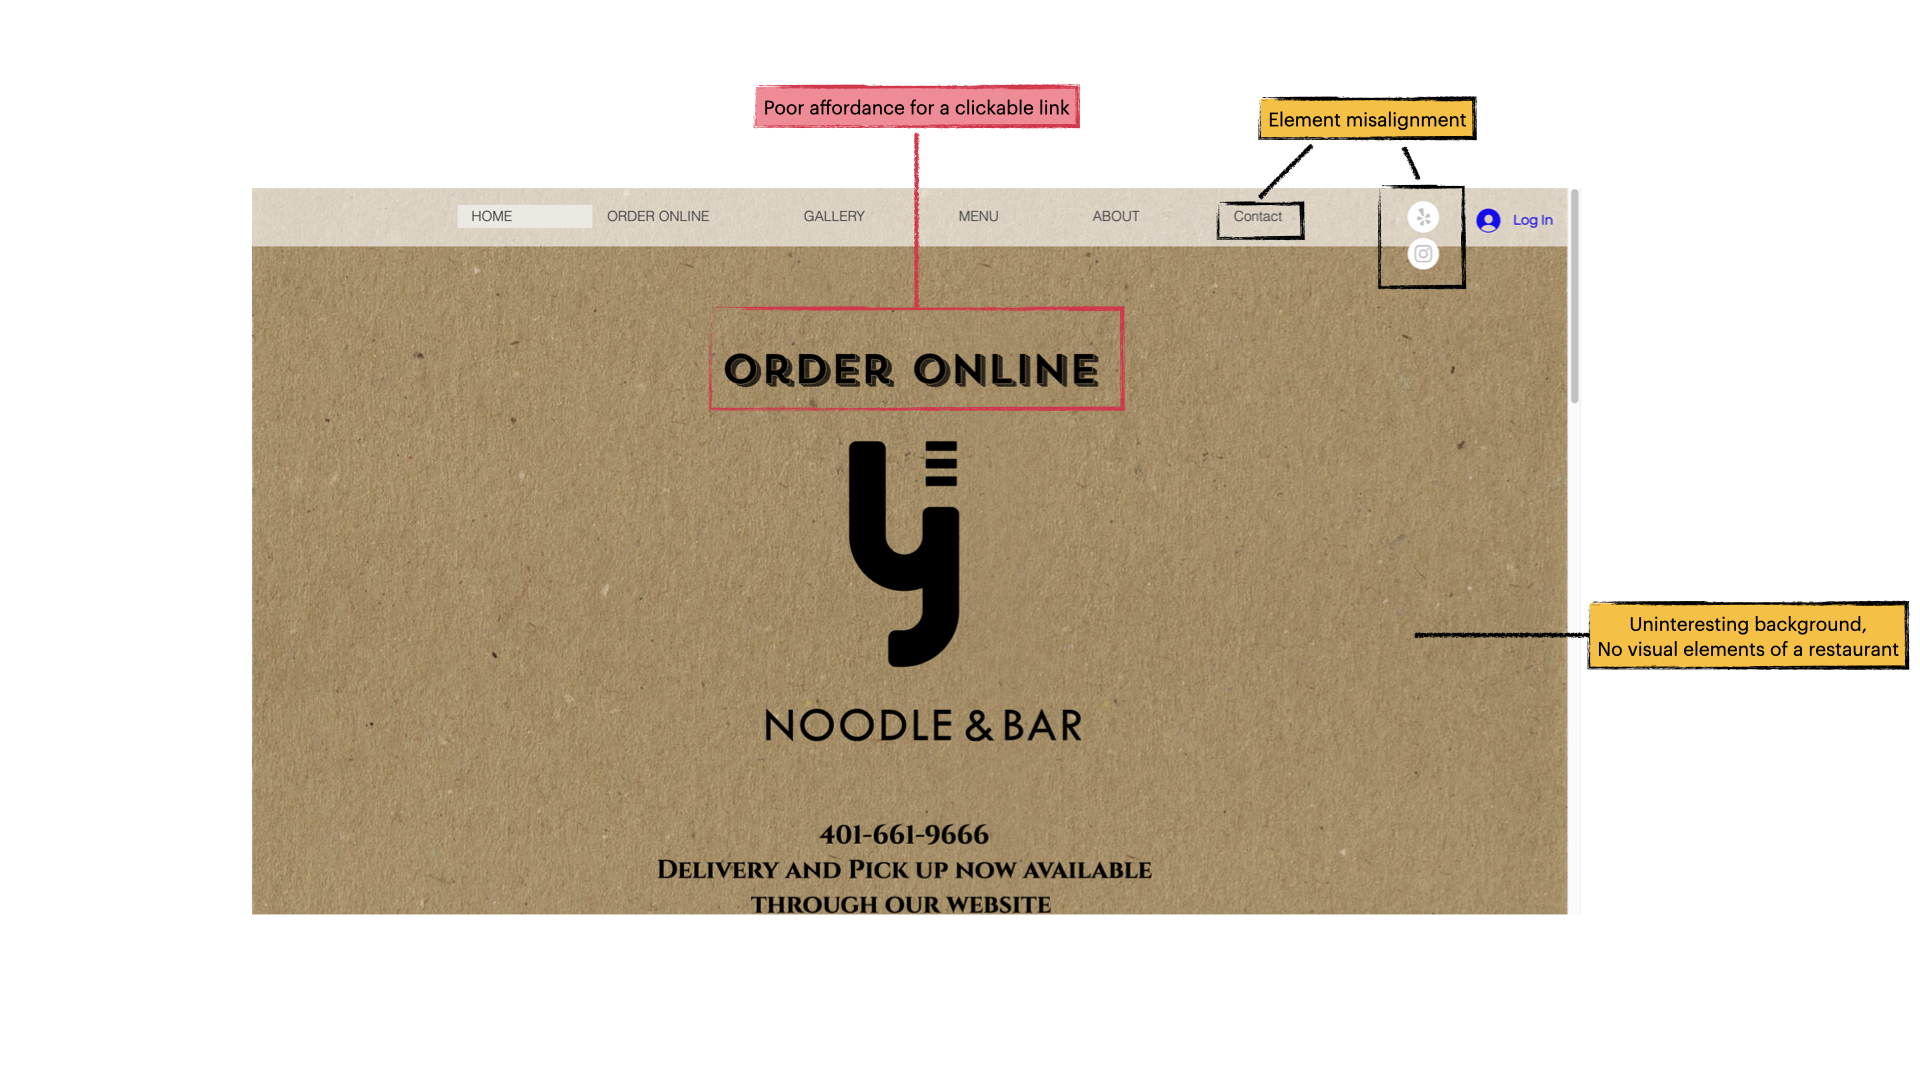 Poor affordance for a clickable link
Element misalignment
HOME
ORDER ONLINE
GALLERY
MENU
ABOUT
Contact
Log In
ORDER ONLINE
Uninteresting background,
No visual elements of a restaurant
NOODLE & BAR
401-661-9666
Delivery and Pick up now available
through our website